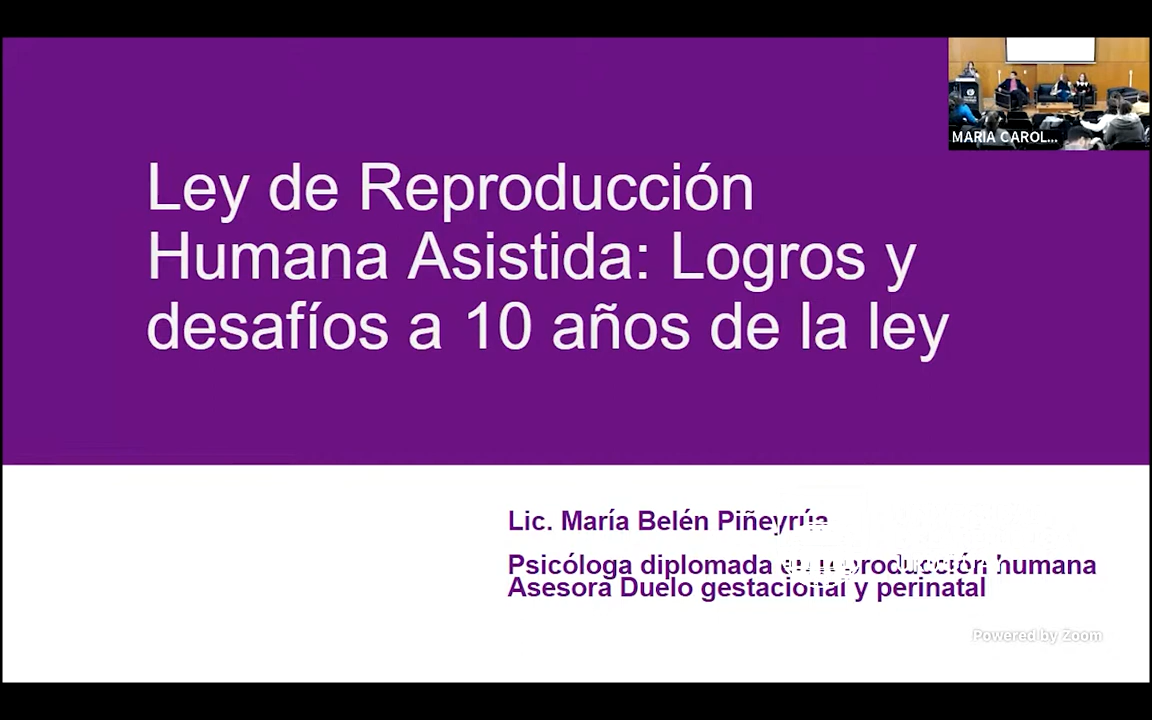 Ley de Reproducción
Humana Asistida: Logros y
desafíos a 10 años de la ley
MARIA CAROL...
Lic. María Belén Piñeyrúa
Psicóloga diplomada en reproducción humana
Asesora Duelo gestacional y perinatal
Powered by Zoom